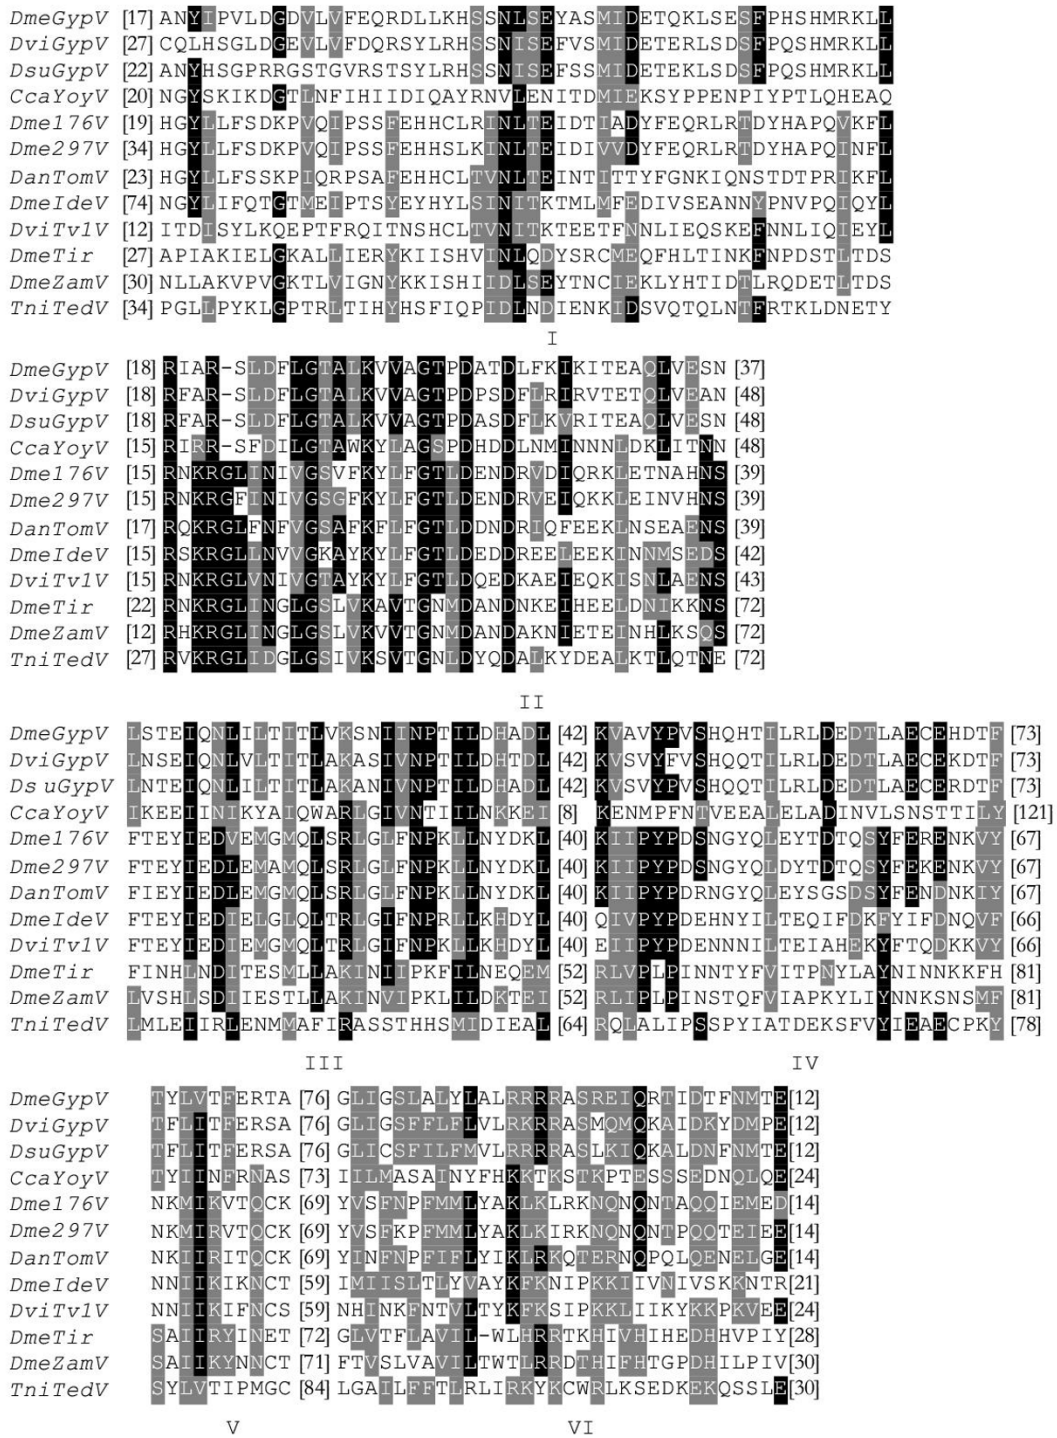 DmeGypV [17] ANYIPVLDGDVLVFEQRDLLKHSSNLSEYASMIDETQKLSESFPHSHMRKLL
DviGypV [27] CQLHSGLDGEVLVFDQRSYLRHSSNISEFVSMIDETERLSDSFPQSHMRKLL
DsuGypV [22] ANYHSGPRRGSTGVRSTSYLRHSSNISEFSSMIDETEKLSDSFPQSHMRKLL
CcaYoyV [20] NGYSKIKDGTLNFIHIIDIQAYRNVLENITDMIEKSYPPENPIYPTLQHEAQ
Dme176V [19] HGYLLFSDKPVQIPSSFEHHCLRINLTEIDTIADYFEQRLRTDYHAPQVKFL
Dme297V [34] HGYLLFSDKPVQIPSSFEHHSLKINLTEIDIVVDYFEQRLRTDYHAPQINFL
DanTomV [23] HGYLLFSSKPIQRPSAFEHHCLTVNLTEINTITTYFGNKIQNSTDTPRIKFL
DmeIdeV [74] NGYLIFQTGTMEIPTSYEYHYLSINITKTMLMFEDIVSEANNYPNVPQIQYL
DviTv1V [12] ITDISYLKQEPTFRQITNSHCLTVNITKTEETFNNLIEQSKEFNNLIQIEYL
DmeTir [27] APIAKIELGKALLIERYKIISHVINLQDYSRCMEQFHLTINKFNPDSTLTDS
DmeZamV [30] NLLAKVPVGKTLVIGNYKKISHIIDLSEYTNCIEKLYHTIDTLRQDETLTDS
TniTedV [34] PGLLPYKLGPTRLTIHYHSFIQPIDLNDIENKIDSVQTQLNTFRTKLDNETY
I
DmeGypV [18] RIAR-SLDFLGTALKVVAGTPDATDLFKIKITEAQLVESN [37]
DviGypV [18] RFAR-SLDFLGTALKVVAGTPDPSDFLRIRVTETQLVEAN [48]
DsuGypV [18] RFAR-SLDFLGTALKVVAGTPDASDFLKVRITESQLVESN [48]
CcaYoyV [15] RIRR-SFDILGTAWKYLAGSPDHDDLNMINNNLDKLITNN [48]
Dme176V [15] RNKRGLINIVGSVFKYLFGTLDENDRVDIQRKLETNAHNS [39]
Dme297V [15] RNKRGFINIVGSGFKYLFGTLDENDRVEIQKKLEINVHNS [39]
DanTomV [17] RQKRGLFNFVGSAFKFLFGTLDDNDRIQFEEKLNSEAENS [39]
DmeIdeV [15] RSKRGLLNVVGKAYKYLFGTLDEDDREELEEKINNMSEDS [42]
DviTv1V [15] RNKRGLVNIVGTAYKYLFGTLDQEDKAEIEQKISNLAENS [43]
DmeTir [22] RNKRGLINGLGSLVKAVTGNMDANDNKEIHEELDNIKKNS [72]
DmeZamV [12] RHKRGLINGLGSLVKVVTGNMDANDAKNIETEINHLKSQS [72]
TniTedV [27] RVKRGLIDGLGSIVKSVTGNLDYQDALKYDEALKTLQTNE [72]
II
DmeGypV LSTEIQNLILTITLVKSNIINPTILDHADL [42] KVAVYPVSHQHTILRLDEDTLAECEHDTF [73]
DviGypV LNSEIQNLVLTITLAKASIVNPTILDHTDL [42] KVSVYFVSHQQTILRLDEDTLAECEKDTF [73]
DsuGypV LNTEIQNLILTITLAKANIVNPTILDHADL [42] KVSVYPVSHQQTILRLDEDTLAECERDTF [73]
CcaYoyV LKEEIINIKYAIQWARLGIVNTIILNKKEI [8] KENMPFNTVEEALELADINVLSNSTTILY [121]
Dme176V FTEYIEDVEMGMQLSRLGLFNPKLLNYDKL [40] KIIPYPDSNGYQLEYTDTQSYFERENKVY [67]
Dme297V FTEYIEDLEMAMQLSRLGLFNPKLLNYDKL [40] KIIPYPDSNGYQLDYTDTQSYFEKENKVY [67]
DanTomV FIEYIEDLEMGMQLSRLGLFNPKLLNYDKL [40] KIIPYPDRNGYQLEYSGSDSYFENDNKIY [67]
DmeIdeV FTEYIEDIELGLQLTRLGIFNPRLLKHDYL [40] QIVPYPDEHNYILTEQIFDKFYIFDNQVF [66]
DviTv1V FTEYIEDIEMGMQLTRLGIFNPKLLKHDYL [40] EIIPYPDENNNILTEIAHEKYFTQDKKVY [66]
DmeTir FINHLNDITESMLLAKINIIPKFILNEQEM [52] RLVPLPINNTYFVITPNYLAYNINNKKFH [81]
DmeZamV LVSHLSDIIESTLLAKINVIPKLILDKTEI [52] RLIPLPINSTQFVIAPKYLIYNNKSNSMF [81]
TniTedV LMLEIIRLENMMAFIRASSTHHSMIDIEAL [64] RQLALIPSSPYIATDEKSFVYIEAECPKY [78]
III IV
DmeGypV TYLVTFERTA [76] GLIGSLALYLALRRRRASREIQRTIDTFNMTE[12]
DviGypV TFLITFERSA [76] GLIGSFFLFLVLRKRRASMQMQKAIDKYDMPE[12]
DsuGypV TFLITFERSA [76] GLICSFILFMVLRRRRASLKIQKALDNFNMTE[12]
CcaYoyV TYIINFRNAS [73] IILMASAINYFHKKTKSTKPTESSSEDNQLQE[24]
Dme176V NKMIKVTQCK [69] YVSFNPFMMLYAKLKLRKNQNQNTAQQIEMED[14]
Dme297V NKMIRVTQCK [69] YVSFKPFMMLYAKLKIRKNQNQNTPQQTEIEE[14]
DanTomV NKIIRITQCK [69] YINFNPFIFLYIKLRKQTERNQPQLQENELGE[14]
DmeIdeV NNIIKIKNCT [59] IMIISLTLYVAYKFKNIPKKIIVNIVSKKNTR[21]
DviTv1V NNIIKIFNCS [59] NHINKFNTVLTYKFKSIPKKLIIKYKKPKVEE[24]
DmeTir SAIIRYINET [72] GLVTFLAVIL-WLHRRTKHIVHIHEDHHVPIY[28]
DmeZamV SAIIKYNNCT [71] FTVSLVAVILTWTLRRDTHIFHTGPDHILPIV[30]
TniTedV SYLVTIPMGC [84] LGAILFFTLRLIRKYKCWRLKSEDKEKQSSLE[30]
V VI